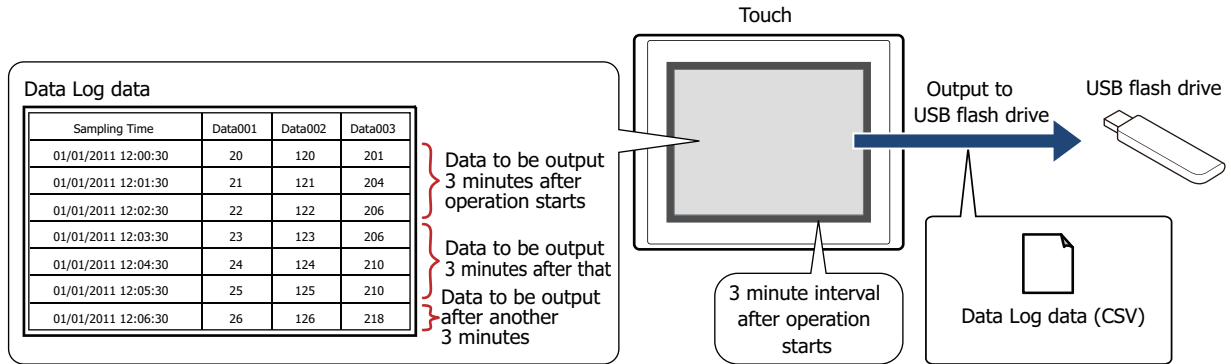 Touch
Data Log data
Sampling Time Data001 Data002 Data003
01/01/2011 12:00:30 20 120 201
01/01/2011 12:01:30 21 121 204
01/01/2011 12:02:30 22 122 206
01/01/2011 12:03:30 23 123 206
01/01/2011 12:04:30 24 124 210
01/01/2011 12:05:30 25 125 210
01/01/2011 12:06:30 26 126 218
Data to be output
3 minutes after
operation starts
Data to be output
3 minutes after that
Data to be output
after another
3 minutes
3 minute interval
after operation
starts
Output to
USB flash drive
USB flash drive
Data Log data (CSV)